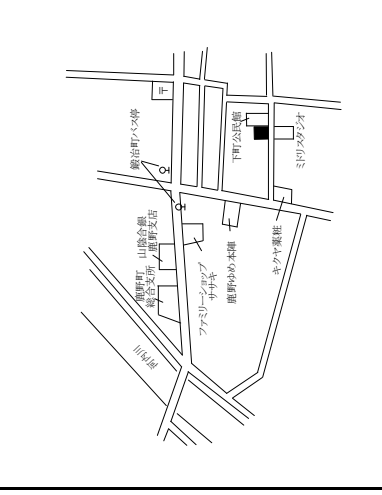 〒
鍛冶町バス停
下町公民館
ミドリスタジオ
山陰合銀
鹿野支店
鹿野町
総合支所
ファミリーショップ
ササキ
鹿野ゆめ本陣
キクヤ薬粧
河内川